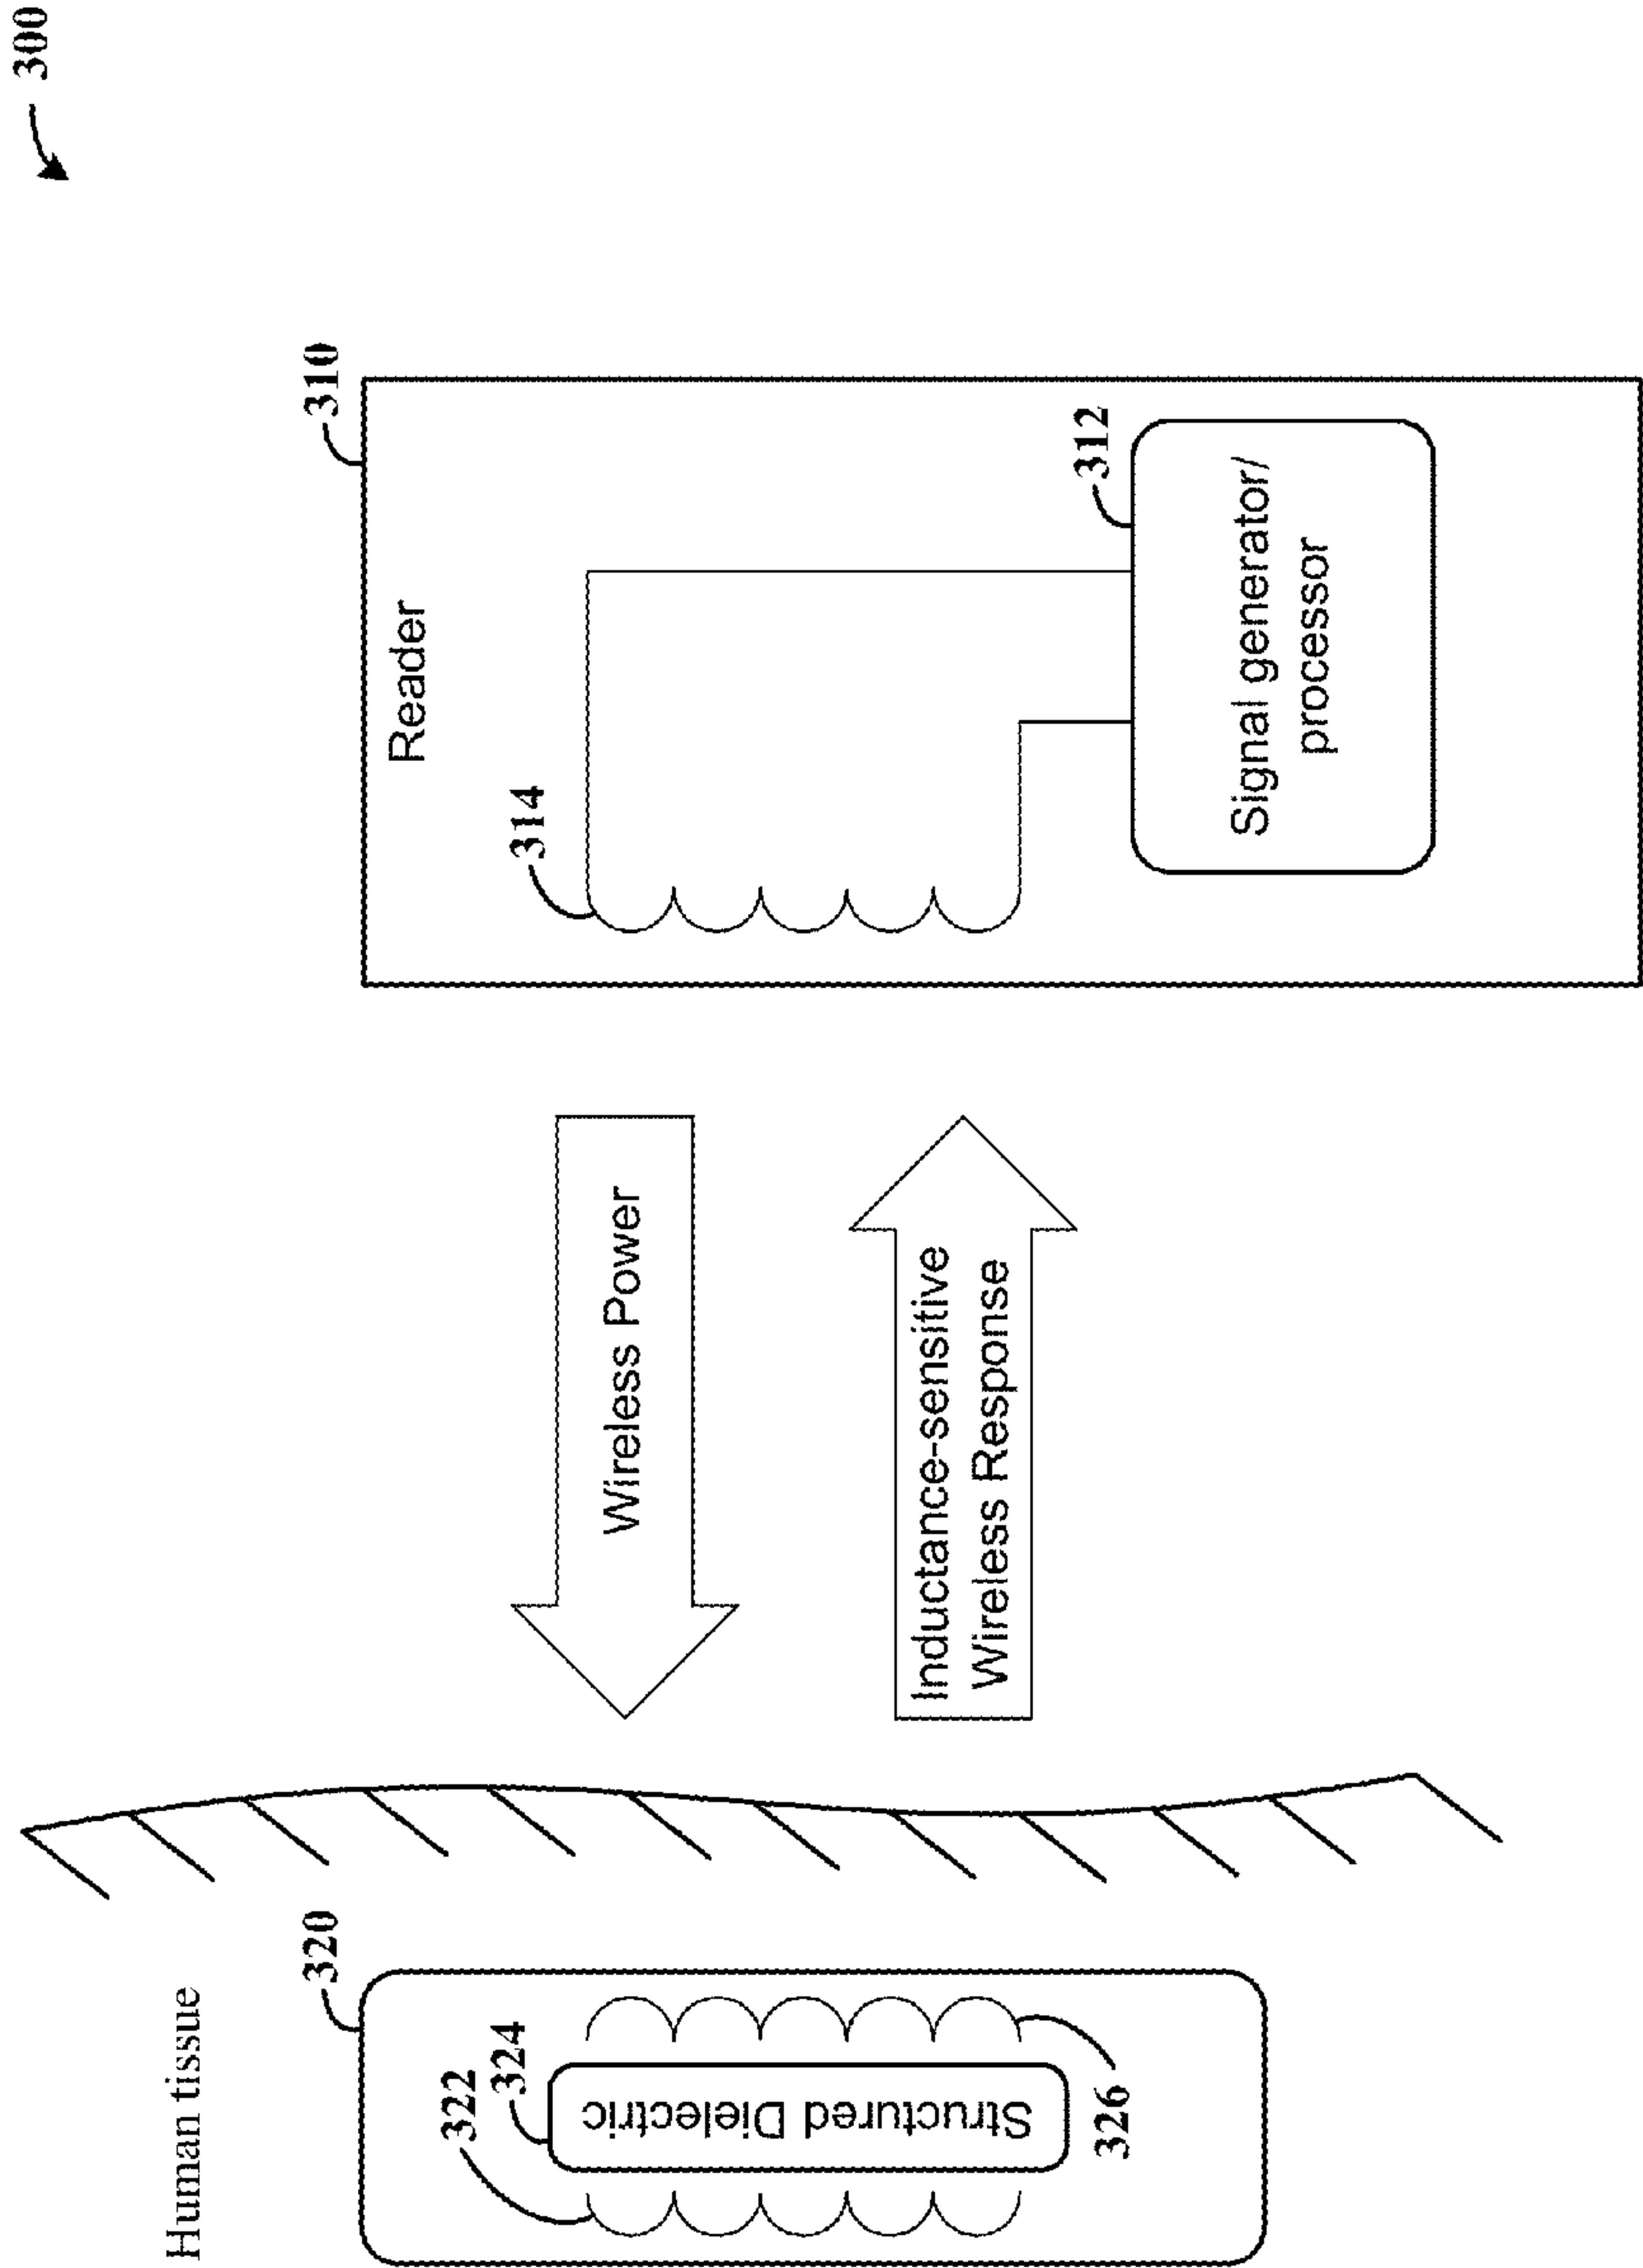 300
Human tissue
320
322
324
Structured Dielectric
326
Wireless Power
Inductance-sensitive
Wireless Response
310
Reader
314
312
Signal generator/
processor